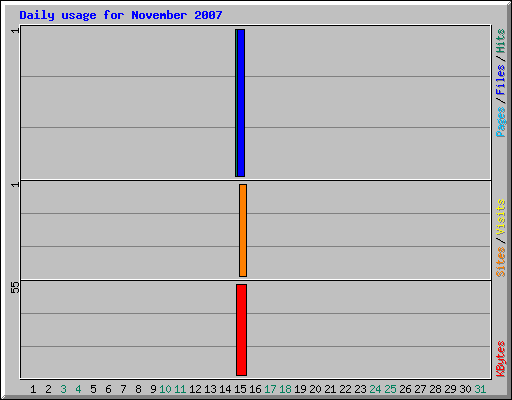 Daily usage for November 2007
1
Pages/Files/Hits
1
Sites/Visits
55
KBytes
1 2 3 4 5 6 7 8 9 10 11 12 13 14 15 16 17 18 19 20 21 22 23 24 25 26 27 28 29 30 31